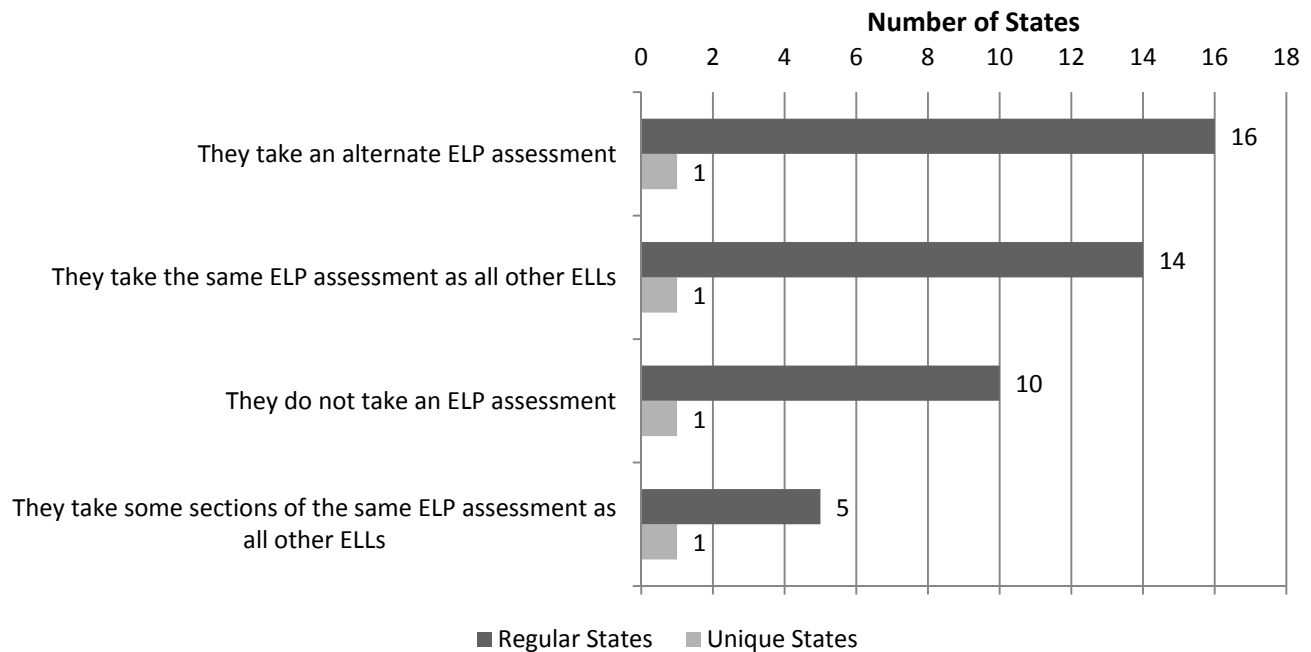 Number of States
0 2 4 6 8 10 12 14 16 18
They take an alternate ELP assessment
16
1
They take the same ELP assessment as all other ELLs
14
1
They do not take an ELP assessment
10
1
They take some sections of the same ELP assessment as
all other ELLs
5
1
Regular States Unique States